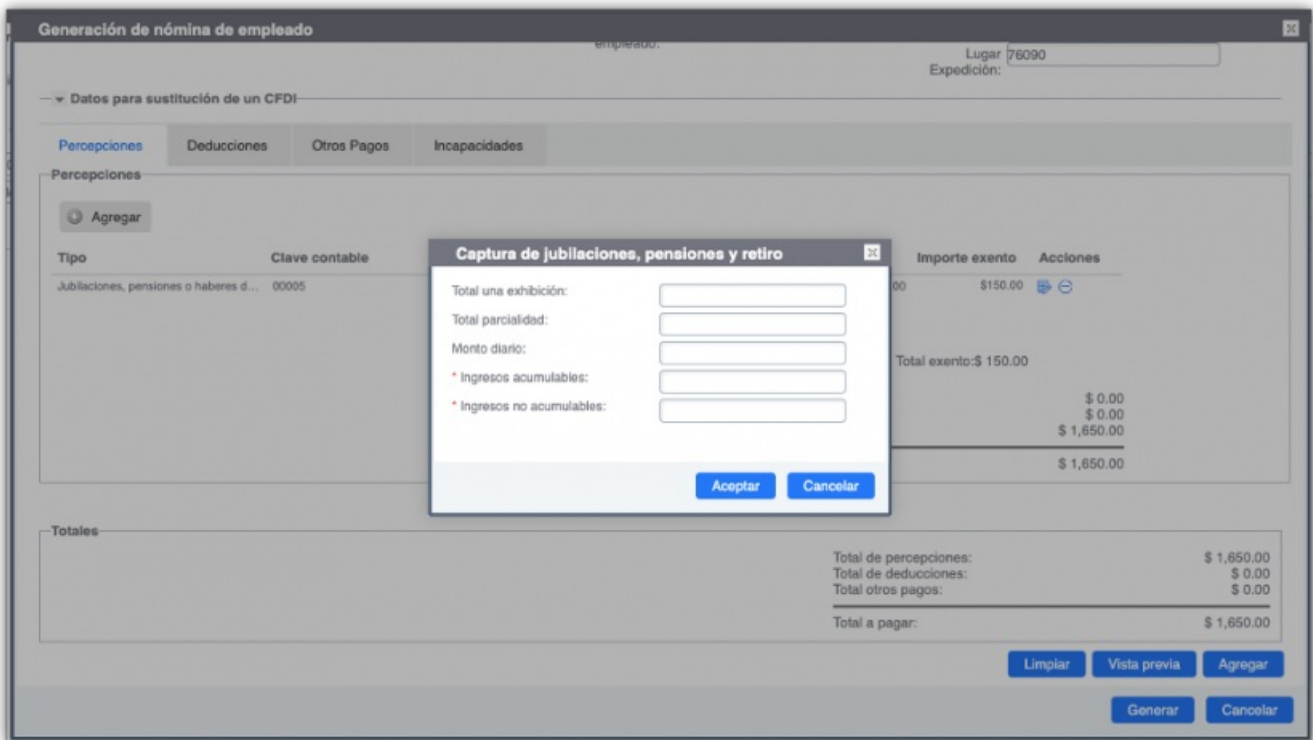 Generación de nómina de empleado
empleado:
Lugar 76090
Expedición:
Datos para sustitución de un CFDI
Percepciones Deducciones Otros Pagos Incapacidades
Percepciones
Agregar
Tipo Clave contable Importe exento Acciones
Jubilaciones, pensiones o haberes d... 00005 00 $150.00
Captura de jubilaciones, pensiones y retiro
Total una exhibición:
Total parcialidad:
Monto diario:
* Ingresos acumulables:
* Ingresos no acumulables:
Aceptar Cancelar
Total exento:$ 150.00
$ 0.00
$ 0.00
$ 1,650.00
$ 1,650.00
Totales
Total de percepciones: $ 1,650.00
Total de deducciones: $ 0.00
Total otros pagos: $ 0.00
Total a pagar: $ 1,650.00
Limpiar Vista previa Agregar
Generar Cancelar